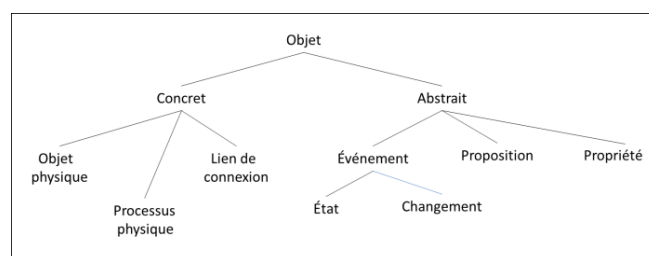 Objet
Concret
Abstrait
Objet
physique
Processus
physique
Lien de
connexion
Événement
Proposition
Propriété
État
Changement